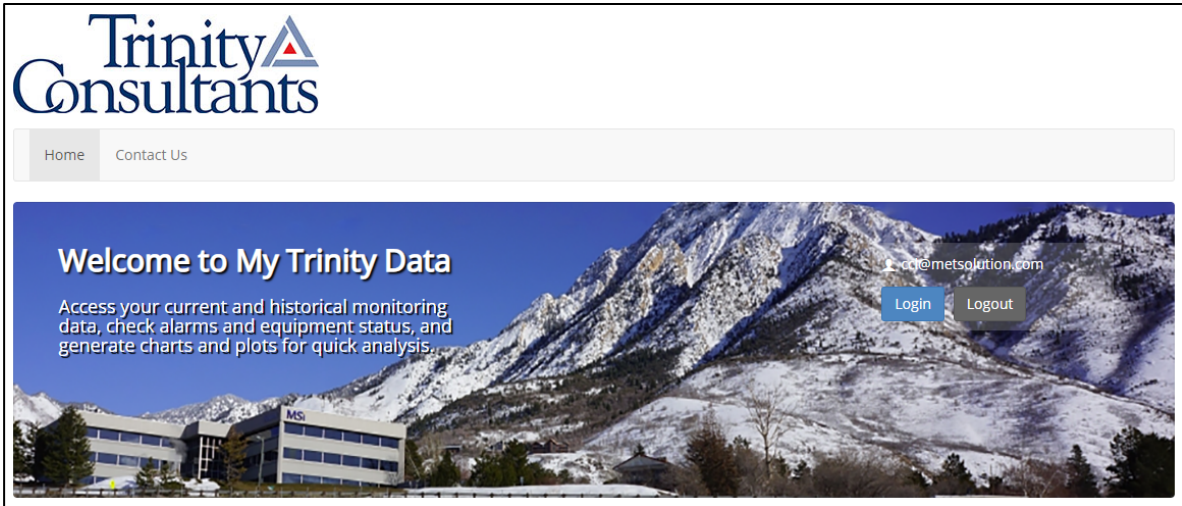 Trinity
Consultants
Home Contact Us
Welcome to My Trinity Data
Access your current and historical monitoring
data, check alarms and equipment status, and
generate charts and plots for quick analysis.
@metsolution.com
Login Logout
MSi